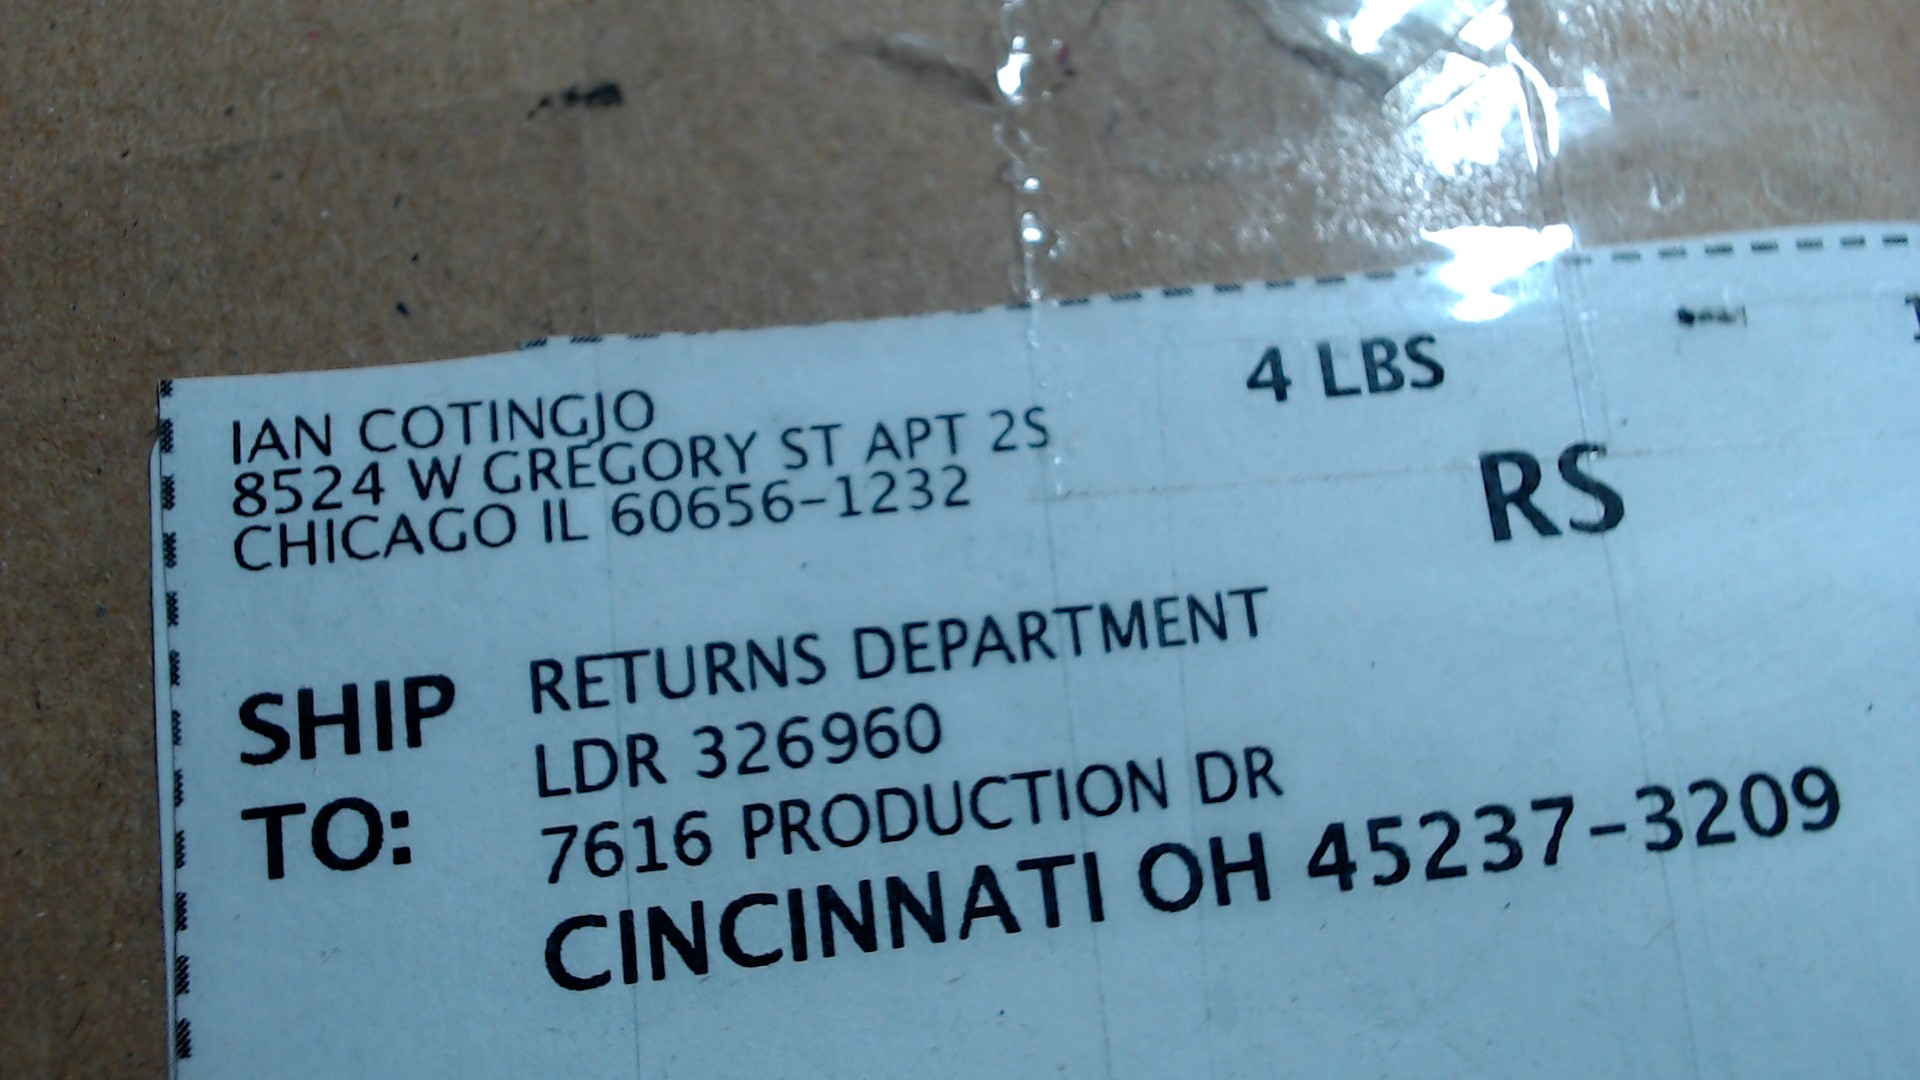 IAN COTINGJO
8524 W GREGORY ST APT 2S
CHICAGO IL 60656-1232
4 LBS
RS
SHIP
TO:
RETURNS DEPARTMENT
LDR 326960
7616 PRODUCTION DR
CINCINNATI OH 45237-3209